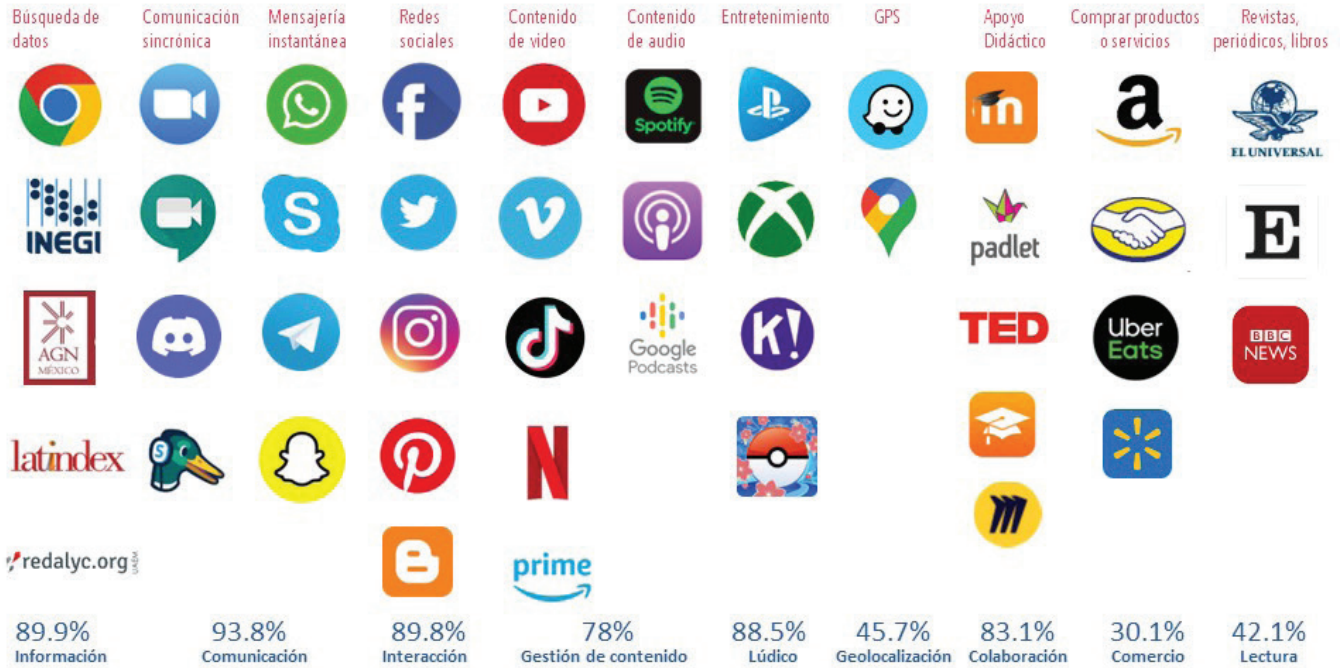 Búsqueda de
datos
Comunicación
sincrónica
Mensajería
instantánea
Redes
sociales
Contenido
de vídeo
Contenido
de audio
Entretenimiento
GPS
Apoyo
Didáctico
Comprar productos
o servicios
Revistas,
periódicos, libros
Spotify
m
a
EL UNIVERSAL
INEGI
S
padlet
E
AGN
MÉXICO
Google
Podcasts
K!
TED
Uber
Eats
BBC
NEWS
latindex
S
N
redalyc.org
UAEM
prime
89.9%
Información
93.8%
Comunicación
89.8%
Interacción
78%
Gestión de contenido
88.5%
Lúdico
45.7%
Geolocalización
83.1%
Colaboración
30.1%
Comercio
42.1%
Lectura